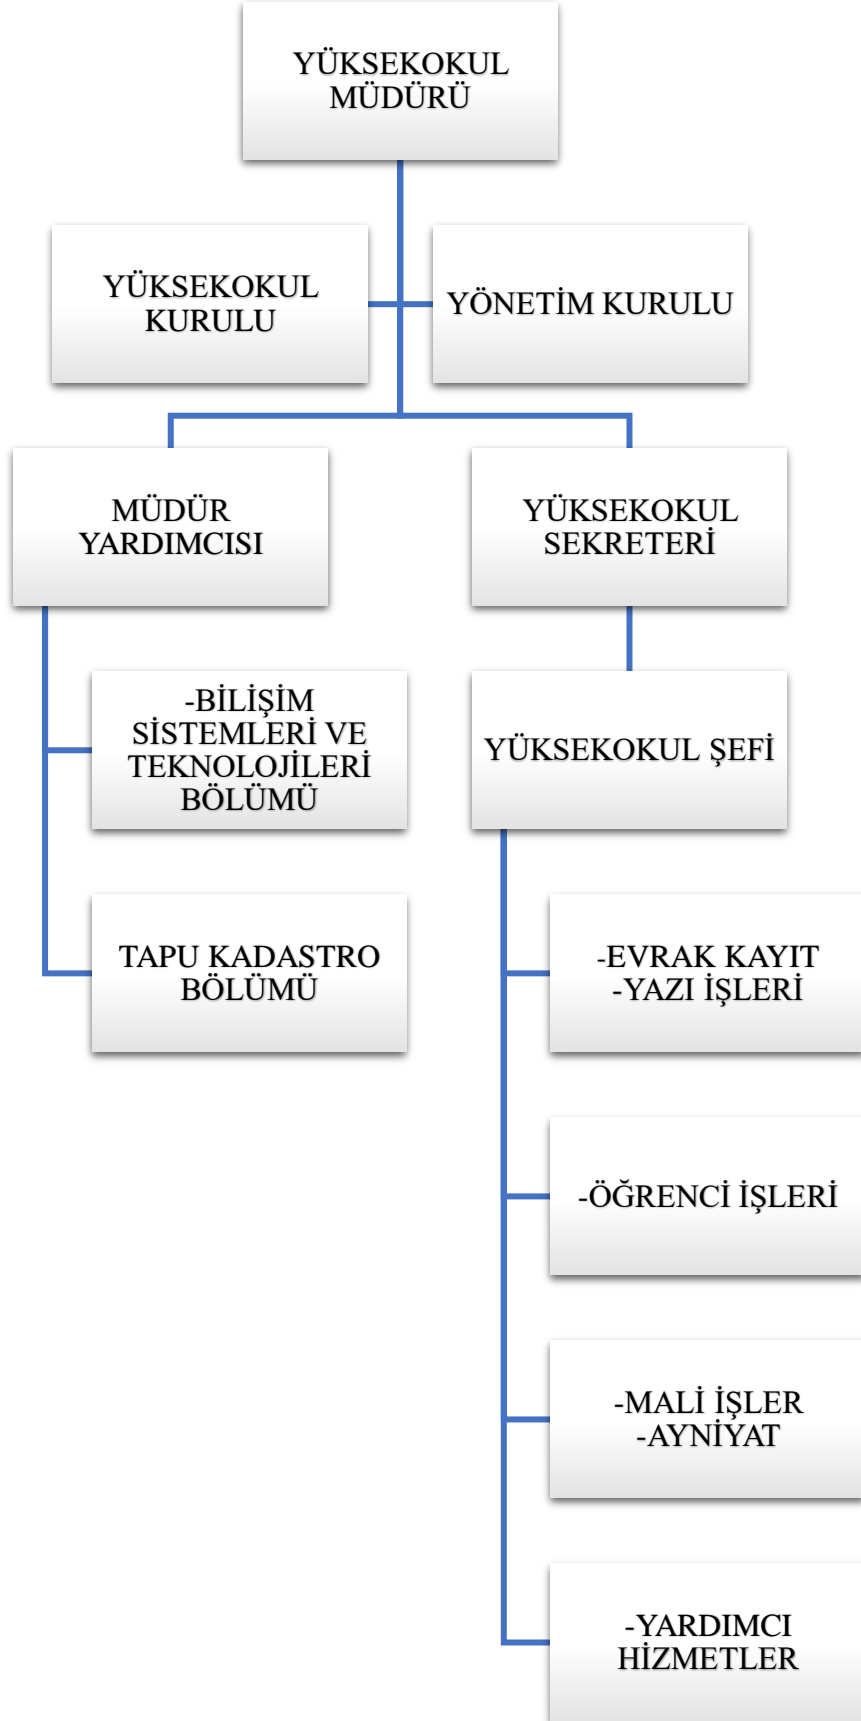 YÜKSEKOKUL
MÜDÜRÜ
YÜKSEKOKUL
KURULU
YÖNETİM KURULU
MÜDÜR
YARDIMCISI
YÜKSEKOKUL
SEKRETERİ
-BİLİŞİM
SİSTEMLERİ VE
TEKNOLOJİLERİ
BÖLÜMÜ
YÜKSEKOKUL ŞEFİ
TAPU KADASTRO
BÖLÜMÜ
-EVRAK KAYIT
-YAZI İŞLERİ
-ÖĞRENCİ İŞLERİ
-MALİ İŞLER
-AYNİYAT
-YARDIMCI
HİZMETLER